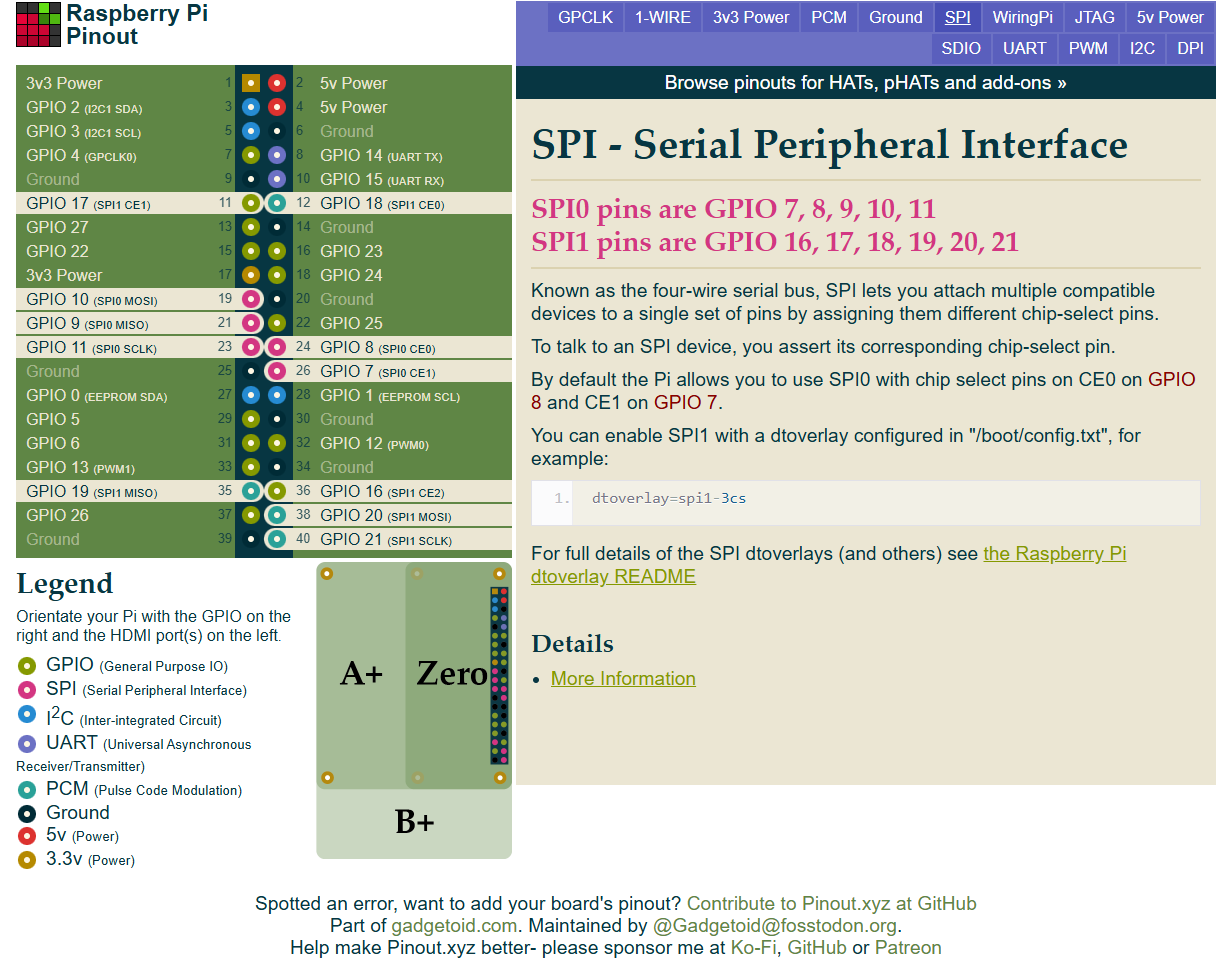 Raspberry Pi
Pinout
GPCLK 1-WIRE 3v3 Power PCM Ground SPI WiringPi JTAG 5v Power
SDIO UART PWM I2C DPI
Browse pinouts for HATs, pHATs and add-ons »
3v3 Power 1 2 5v Power
GPIO 2 (I2C1 SDA) 3 4 5v Power
GPIO 3 (I2C1 SCL) 5 6 Ground
GPIO 4 (GPCLK0) 7 8 GPIO 14 (UART TX)
Ground 9 10 GPIO 15 (UART RX)
GPIO 17 (SPI1 CE1) 11 12 GPIO 18 (SPI1 CE0)
GPIO 27 13 14 Ground
GPIO 22 15 16 GPIO 23
3v3 Power 17 18 GPIO 24
GPIO 10 (SPI0 MOSI) 19 20 Ground
GPIO 9 (SPI0 MISO) 21 22 GPIO 25
GPIO 11 (SPI0 SCLK) 23 24 GPIO 8 (SPI0 CE0)
Ground 25 26 GPIO 7 (SPI0 CE1)
GPIO 0 (EEPROM SDA) 27 28 GPIO 1 (EEPROM SCL)
GPIO 5 29 30 Ground
GPIO 6 31 32 GPIO 12 (PWM0)
GPIO 13 (PWM1) 33 34 Ground
GPIO 19 (SPI1 MISO) 35 36 GPIO 16 (SPI1 CE2)
GPIO 26 37 38 GPIO 20 (SPI1 MOSI)
Ground 39 40 GPIO 21 (SPI1 SCLK)
Legend
Orientate your Pi with the GPIO on the
right and the HDMI port(s) on the left.
GPIO (General Purpose IO)
SPI (Serial Peripheral Interface)
I2C (Inter-integrated Circuit)
UART (Universal Asynchronous
Receiver/Transmitter)
PCM (Pulse Code Modulation)
Ground
5v (Power)
3.3v (Power)
A+ Zero
B+
SPI - Serial Peripheral Interface
SPI0 pins are GPIO 7, 8, 9, 10, 11
SPI1 pins are GPIO 16, 17, 18, 19, 20, 21
Known as the four-wire serial bus, SPI lets you attach multiple compatible
devices to a single set of pins by assigning them different chip-select pins.
To talk to an SPI device, you assert its corresponding chip-select pin.
By default the Pi allows you to use SPI0 with chip select pins on CE0 on GPIO
8 and CE1 on GPIO 7.
You can enable SPI1 with a dtoverlay configured in "/boot/config.txt", for
example:
1. dtoverlay=spi1-3cs
For full details of the SPI dtoverlays (and others) see the Raspberry Pi
dtoverlay README
Details
More Information
Spotted an error, want to add your board's pinout? Contribute to Pinout.xyz at GitHub
Part of gadgetoid.com. Maintained by @Gadgetoid@fosstodon.org.
Help make Pinout.xyz better- please sponsor me at Ko-Fi, GitHub or Patreon